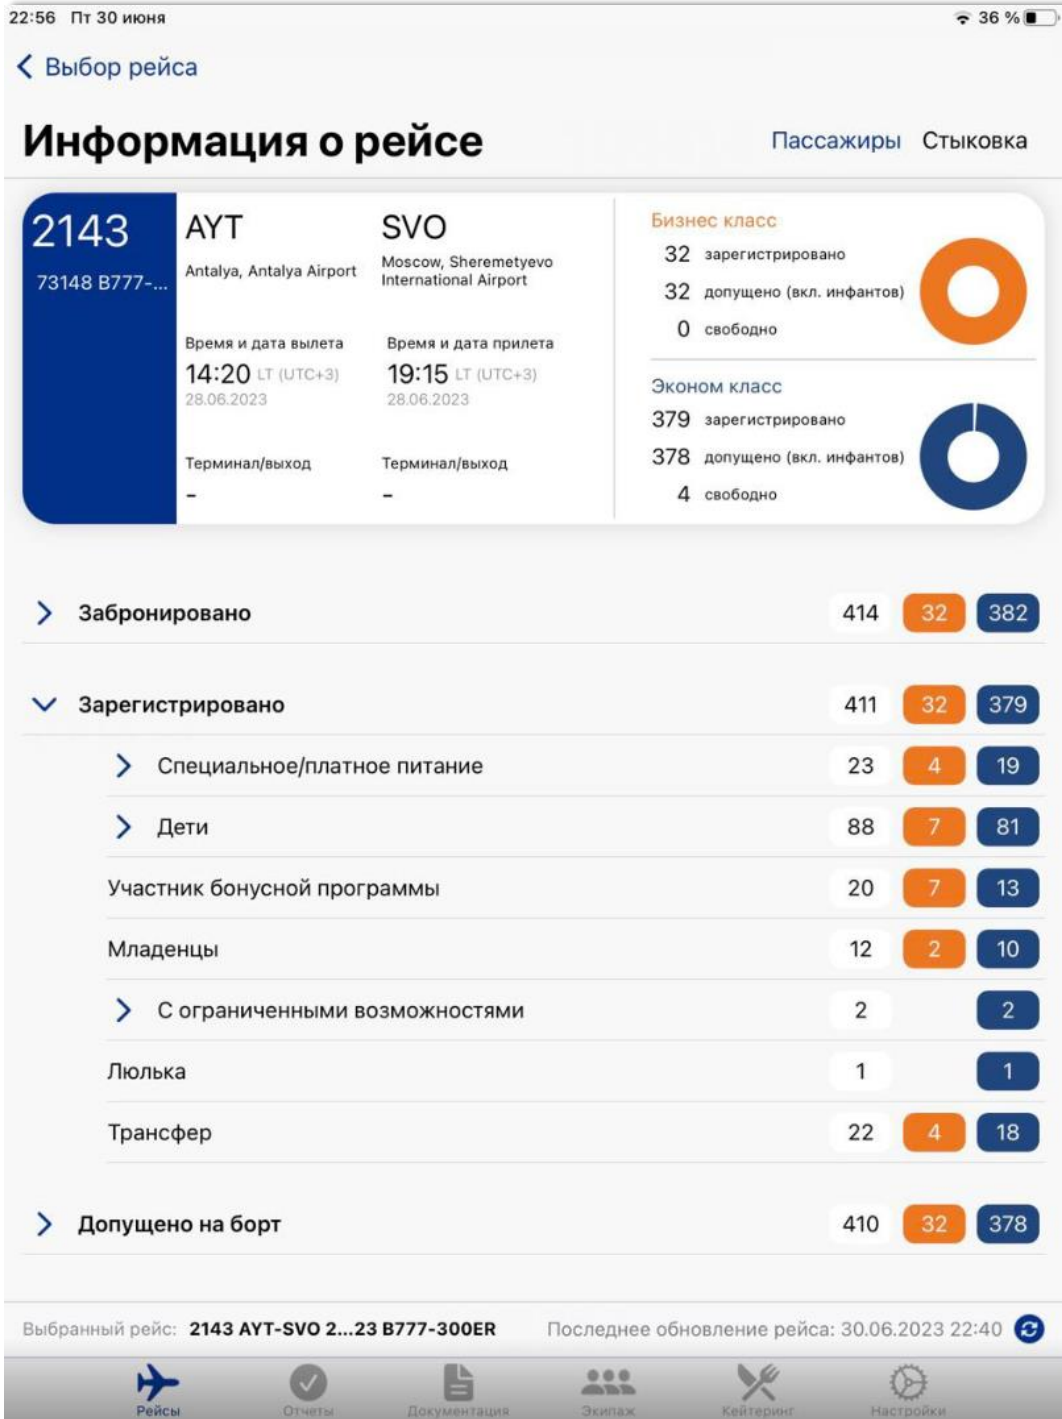 22:56 Пт 30 июня 36 %
Выбор рейса
Информация о рейсе Пассажиры Стыковка
2143
73148 B777-...
AYT
Antalya, Antalya Airport
SVO
Moscow, Sheremetyevo
International Airport
Время и дата вылета
14:20 LT (UTC+3)
28.06.2023
Время и дата прилета
19:15 LT (UTC+3)
28.06.2023
Терминал/выход
-
Терминал/выход
-
Бизнес класс
32 зарегистрировано
32 допущено (вкл. инфантов)
0 свободно
Эконом класс
379 зарегистрировано
378 допущено (вкл. инфантов)
4 свободно
Забронировано 414 32 382
Зарегистрировано 411 32 379
Специальное/платное питание 23 4 19
Дети 88 7 81
Участник бонусной программы 20 7 13
Младенцы 12 2 10
С ограниченными возможностями 2 2
Люлька 1 1
Трансфер 22 4 18
Допущено на борт 410 32 378
Выбранный рейс: 2143 AYT-SVO 2...23 B777-300ER Последнее обновление рейса: 30.06.2023 22:40
Рейсы Отчеты Документация Экипаж Кейтеринг Настройки